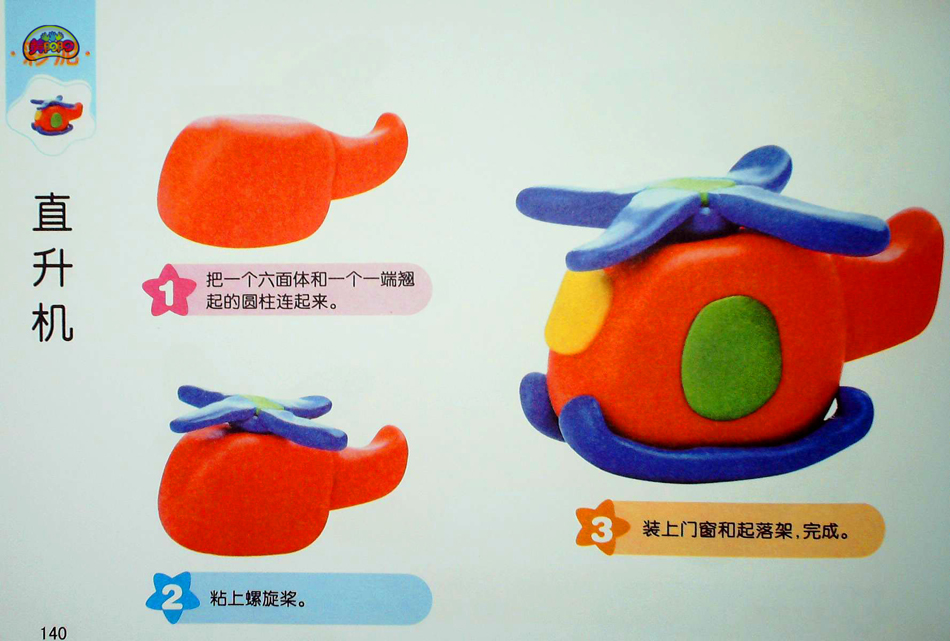 直升机
1
把一个六面体和一个一端翘
起的圆柱连起来。
2
粘上螺旋桨。
3
装上门窗和起落架,完成。
140